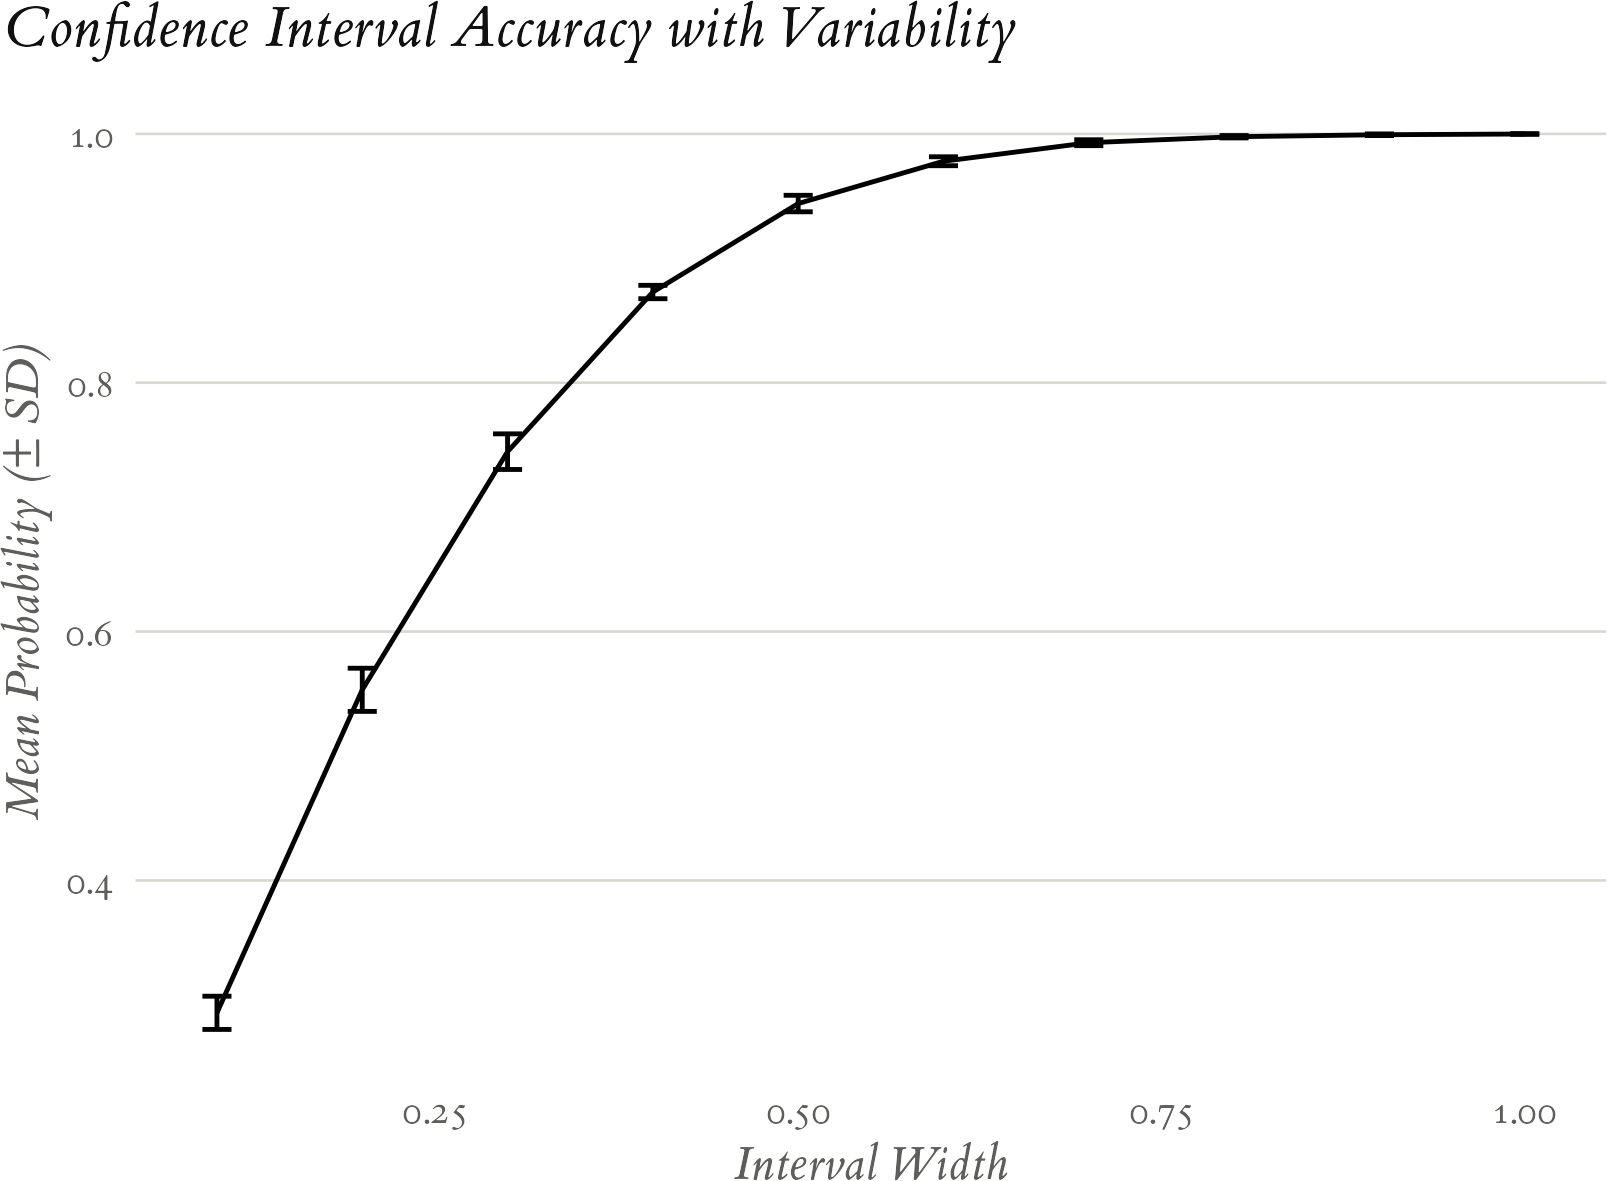 Confidence Interval Accuracy with Variability
Mean Probability (± SD)
1.0
0.8
0.6
0.4
0.25 0.50 0.75 1.00
Interval Width